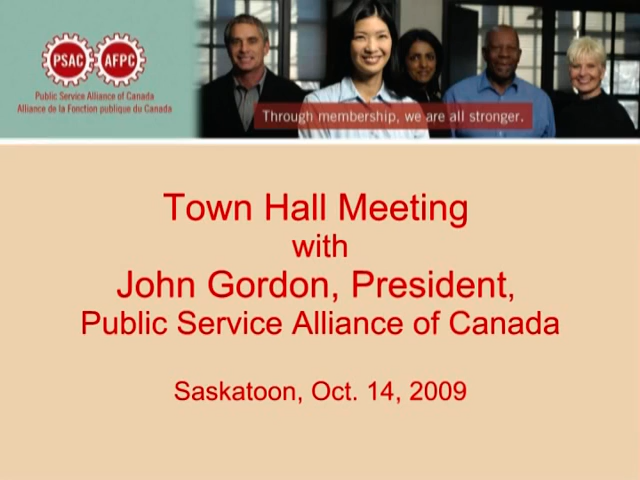 PSAC AFPC
Public Service Alliance of Canada
Alliance de la Fonction publique du Canada
Through membership, we are all stronger.
Town Hall Meeting
with
John Gordon, President,
Public Service Alliance of Canada
Saskatoon, Oct. 14, 2009